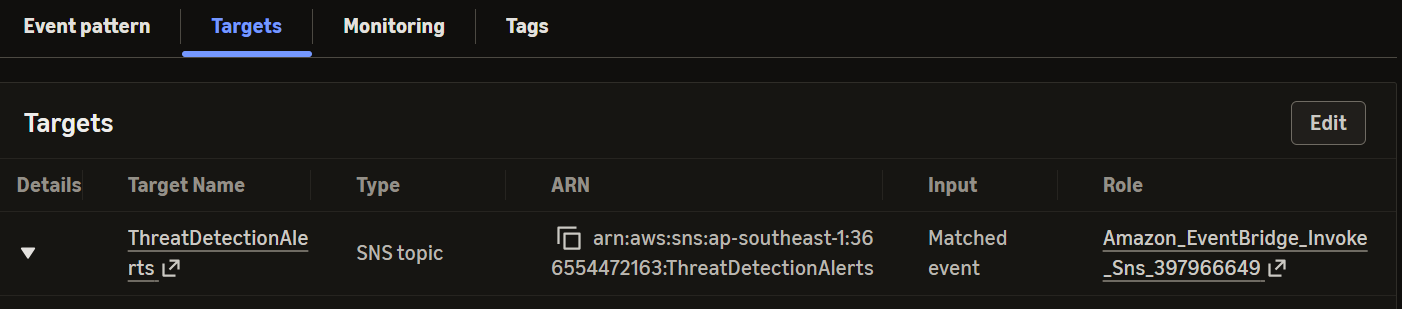 Event pattern Targets Monitoring Tags
Targets Edit
Details Target Name Type ARN Input Role
ThreatDetectionAle
rts
SNS topic
arn:aws:sns:ap-southeast-1:36
6554472163:ThreatDetectionAlerts
Matched
event
Amazon_EventBridge_Invoke
_Sns_397966649